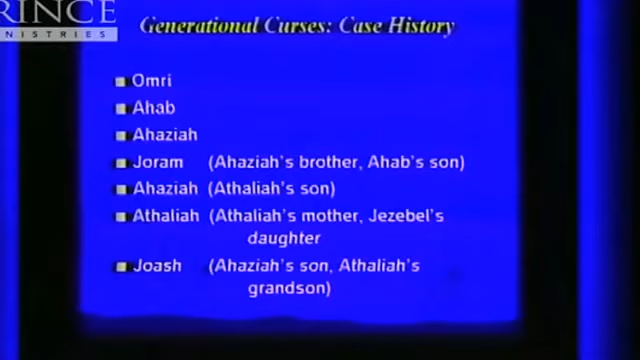 RINCE
NISTRIES
Generational Curses: Case History
Omri
Ahab
Ahaziah
Joram (Ahaziah's brother, Ahab's son)
Ahaziah (Athaliah's son)
Athaliah (Athaliah's mother, Jezebel's
daughter
Joash (Ahaziah's son, Athaliah's
grandson)